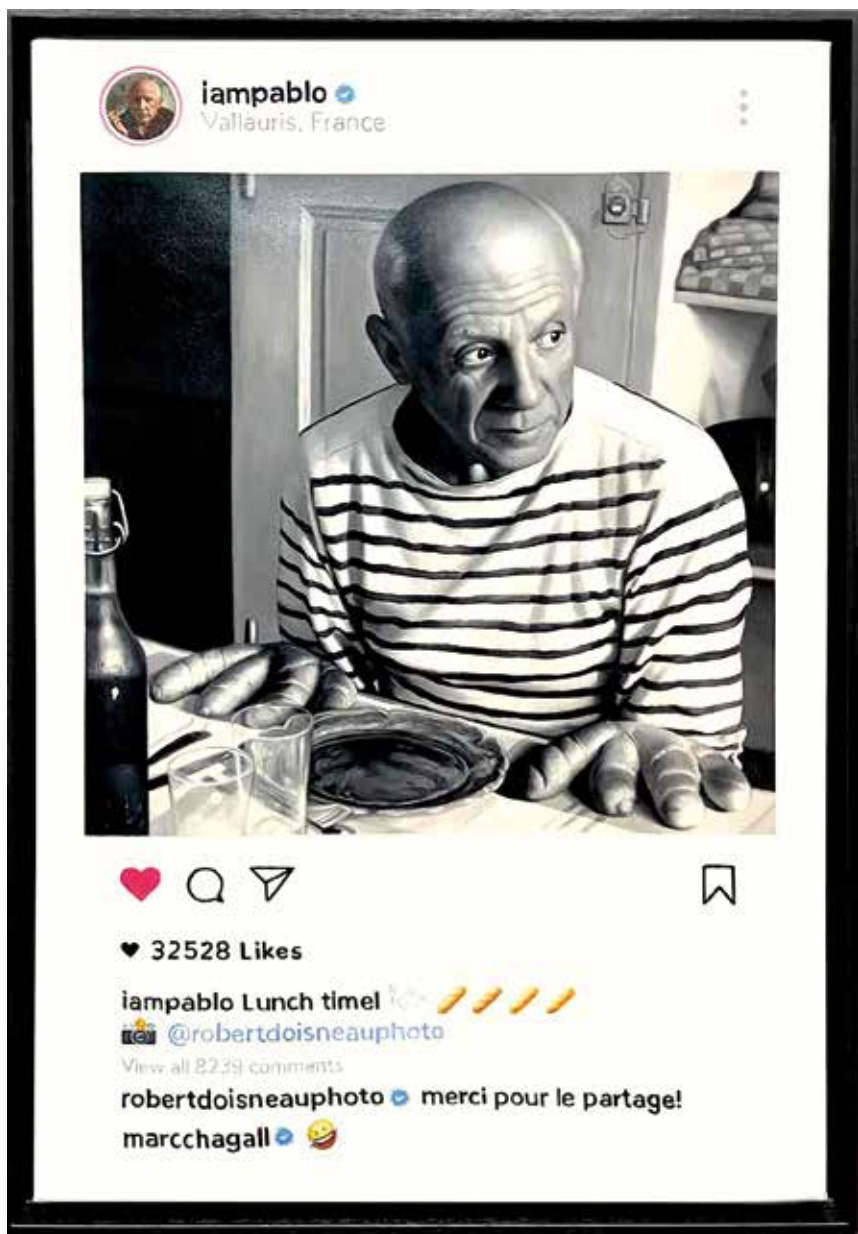 iampablo
Vallauris, France
32528 Likes
iampablo Lunch time!
@robertdoisneauphoto
View all 8239 comments
robertdoisneauphoto merci pour le partage!
marcchagall